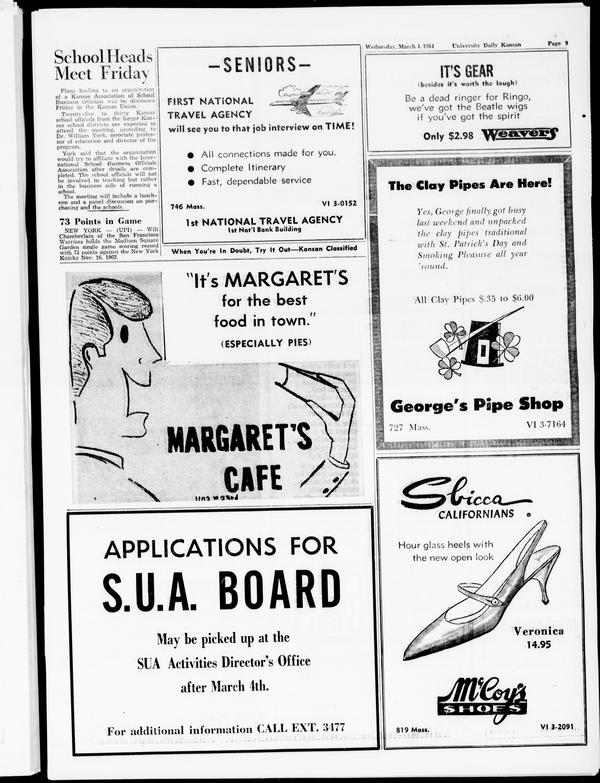 Wednesday, March 4, 1964 University Daily Kansan Page 9
School Heads
Meet Friday
Plans leading to an organization
of a Kansas Association of School
Business Officials will be discussed
Friday in the Kansas Union.
Twenty-five to thirty Kansas
school officials from the larger Kan-
sas school districts are expected to
attend the meeting, according to
Dr. William York, associate profes-
sor of education and director of the
program.
York said that the organization
would try to affiliate with the Inter-
national School Business Officials
Association after details are com-
pleted. The school officials will not
be involved in teaching but rather
in the business side of running a
school.
The meeting will include a lunch-
eon and a panel discussion on pur-
chasing and the schools.
73 Points in Game
NEW YORK — (UPI) — Wilt
Chamberlain of the San Francisco
Warriors holds the Madison Square
Garden single game scoring record
with 73 points against the New York
Knicks Nov. 16, 1962.
—SENIORS—
FIRST NATIONAL
TRAVEL AGENCY
will see you to that job interview on TIME!
● All connections made for you.
● Complete Itinerary
● Fast, dependable service
746 Mass. VI 3-0152
1st NATIONAL TRAVEL AGENCY
1st Nat'l Bank Building
When You're In Doubt, Try It Out—Kansan Classified
"It's MARGARET'S
for the best
food in town."
(ESPECIALLY PIES)
MARGARET'S
CAFE
APPLICATIONS FOR
S.U.A. BOARD
May be picked up at the
SUA Activities Director's Office
after March 4th.
For additional information CALL EXT. 3477
IT'S GEAR
(besides it's worth the laugh)
Be a dead ringer for Ringo,
we've got the Beatle wigs
if you've got the spirit
Only $2.98 Weavers
The Clay Pipes Are Here!
Yes, George finally got busy
last weekend and unpacked
the clay pipes traditional
with St. Patrick's Day and
Smoking Pleasure all year
'round.
All Clay Pipes $.35 to $6.00
George's Pipe Shop
727 Mass. VI 3-7164
Sbicca
CALIFORNIANS
Hour glass heels with
the new open look
Veronica
14.95
McCoy's
SHOES
819 Mass. VI 3-2091